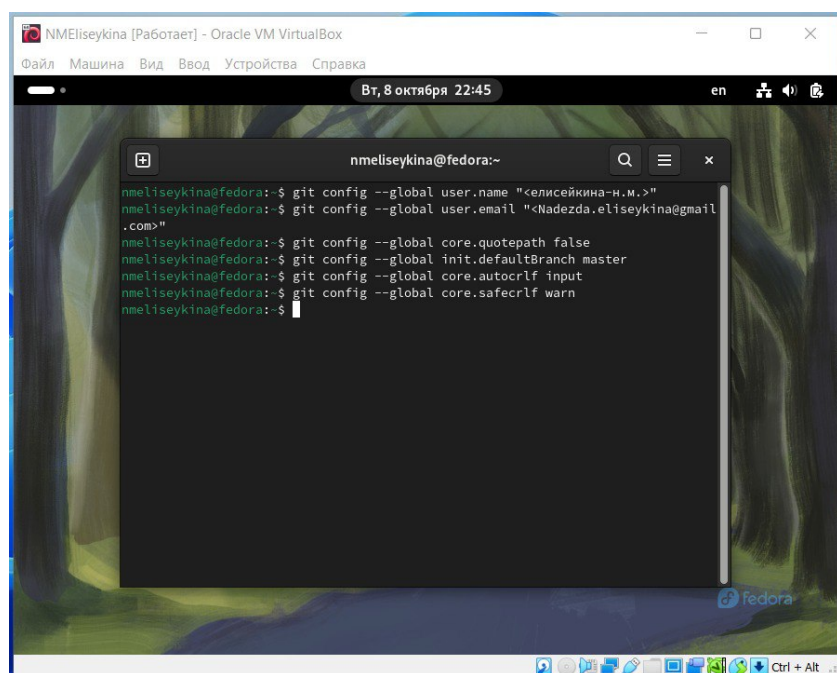 NMEliseykina [Работает] - Oracle VM VirtualBox
Файл Машина Вид Ввод Устройства Справка
Вт, 8 октября 22:45 en
nmeliseykina@fedora:~
nmeliseykina@fedora:~$ git config --global user.name "<елисейкина-н.м.>"
nmeliseykina@fedora:~$ git config --global user.email "<Nadezda.eliseykina@gmail
.com>"
nmeliseykina@fedora:~$ git config --global core.quotepath false
nmeliseykina@fedora:~$ git config --global init.defaultBranch master
nmeliseykina@fedora:~$ git config --global core.autocrlf input
nmeliseykina@fedora:~$ git config --global core.safecrlf warn
nmeliseykina@fedora:~$
fedora
Ctrl + Alt